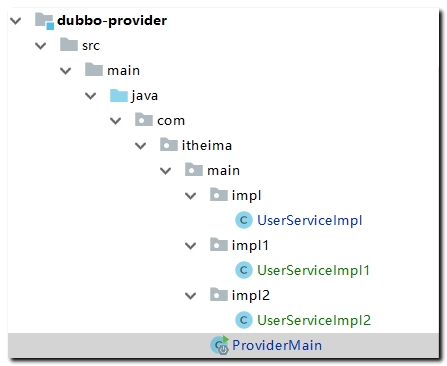 dubbo-provider
src
main
java
com
itheima
main
impl
UserServiceImpl
impl1
UserServiceImpl1
impl2
UserServiceImpl2
ProviderMain